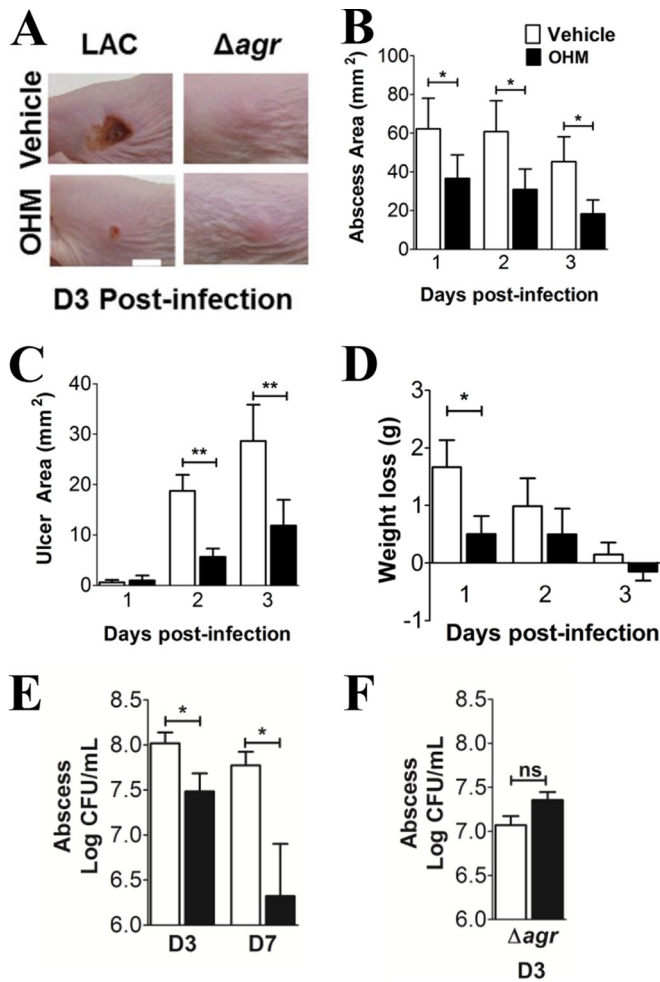 A
LAC Δagr
Vehicle
OHM
D3 Post-infection
B
Vehicle
OHM
Abscess Area (mm2)
100
80
60
40
20
0
* * *
1 2 3
Days post-infection
C
Ulcer Area (mm2)
40
30
20
10
0
** **
1 2 3
Days post-infection
D
Weight loss (g)
3
2
1
0
-1
*
1 2 3
Days post-infection
E
Abscess
Log CFU/mL
8.5
8.0
7.5
7.0
6.5
6.0
* *
D3 D7
F
Abscess
Log CFU/mL
8.5
8.0
7.5
7.0
6.5
6.0
ns
Δagr
D3